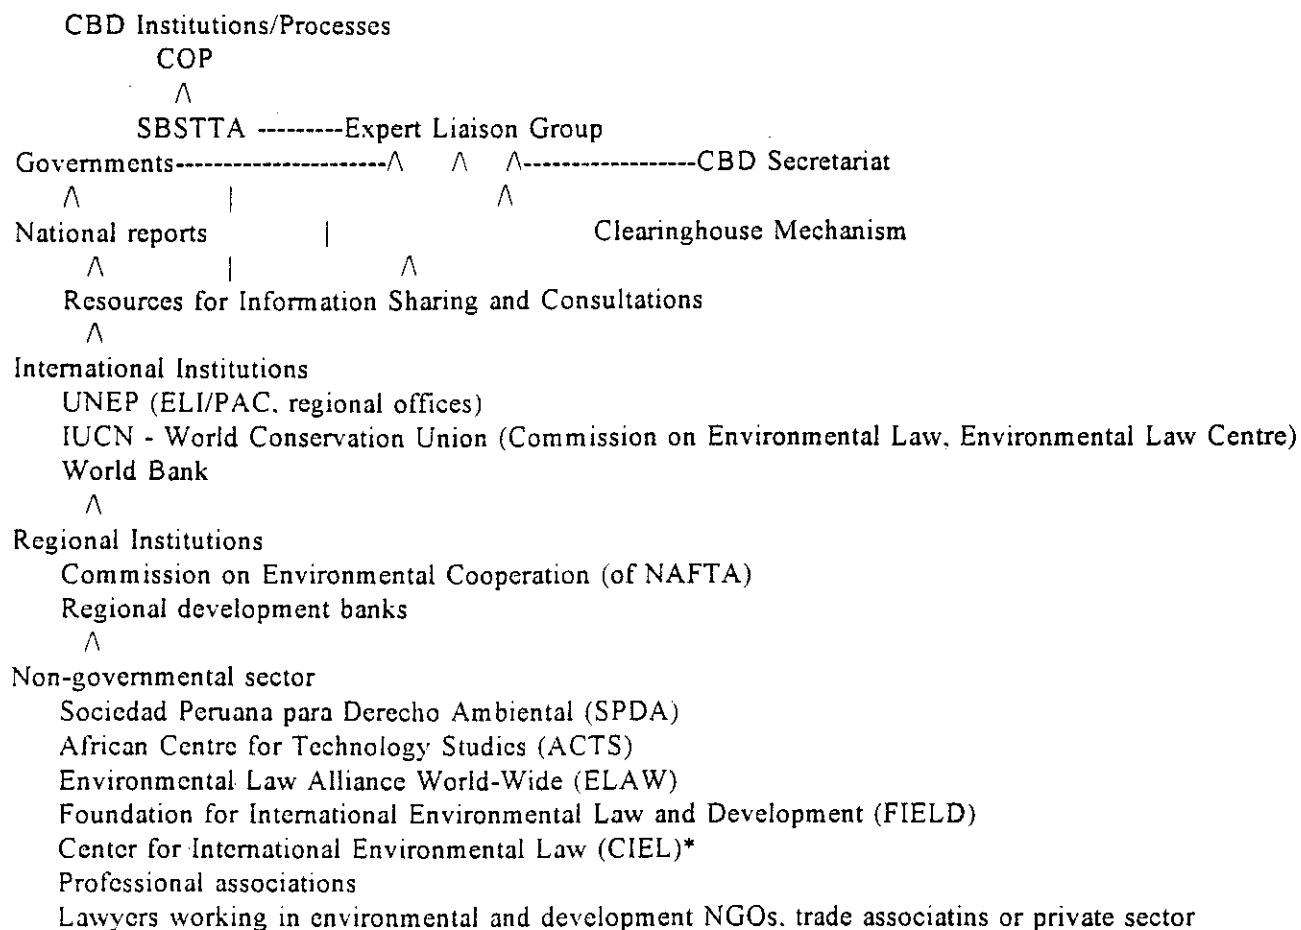 CBD Institutions/Processes
COP
/\
SBSTTA ---------Expert Liaison Group
Governments-----------------------/\ /\ /\-------------------CBD Secretariat
/\ | /\
National reports | Clearinghouse Mechanism
/\ | /\
Resources for Information Sharing and Consultations
/\
International Institutions
UNEP (ELI/PAC. regional offices)
IUCN - World Conservation Union (Commission on Environmental Law, Environmental Law Centre)
World Bank
/\
Regional Institutions
Commission on Environmental Cooperation (of NAFTA)
Regional development banks
/\
Non-governmental sector
Sociedad Peruana para Derecho Ambiental (SPDA)
African Centre for Technology Studies (ACTS)
Environmental Law Alliance World-Wide (ELAW)
Foundation for International Environmental Law and Development (FIELD)
Center for International Environmental Law (CIEL)*
Professional associations
Lawyers working in environmental and development NGOs. trade associatins or private sector